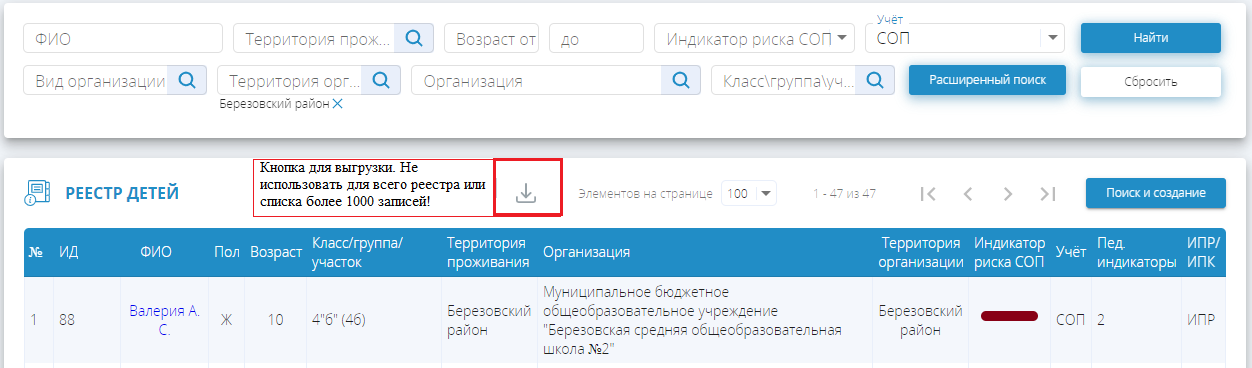 ФИО
Территория прож...
Возраст от
до
Индикатор риска СОП
Учёт
СОП
Найти
Вид организации
Территория орг...
Организация
Класс\группа\уч...
Расширенный поиск
Сбросить
Березовский район
РЕЕСТР ДЕТЕЙ
Кнопка для выгрузки. Не
использовать для всего реестра или
списка более 1000 записей!
Элементов на странице
100
1 - 47 из 47
Поиск и создание
№
ИД
ФИО
Пол
Возраст
Класс/группа/
участок
Территория
проживания
Организация
Территория
организации
Индикатор
риска СОП
Учёт
Пед.
индикаторы
ИПР/
ИПК
1
88
Валерия А.
С.
Ж
10
4"б" (4б)
Березовский
район
Муниципальное бюджетное
общеобразовательное учреждение
"Березовская средняя общеобразовательная
школа №2"
Березовский
район
СОП
2
ИПР